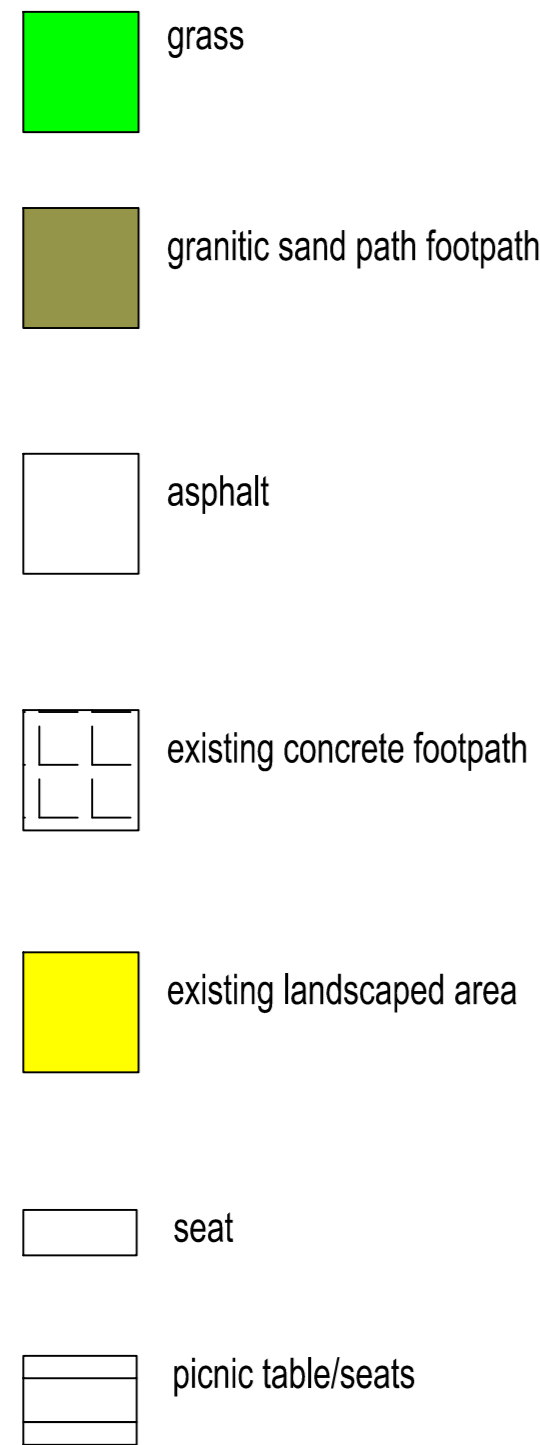 grass
granitic sand path footpath
asphalt
existing concrete footpath
existing landscaped area
seat
picnic table/seats